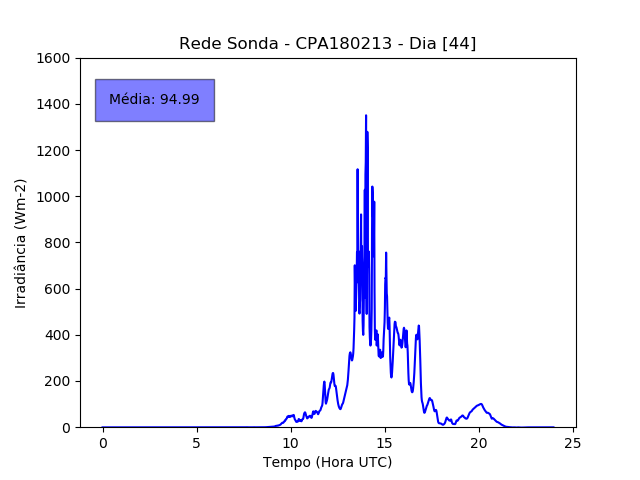 Rede Sonda - CPA180213 - Dia [44]
Média: 94.99
Irradiância (Wm-2)
1600
1400
1200
1000
800
600
400
200
0
0 5 10 15 20 25
Tempo (Hora UTC)